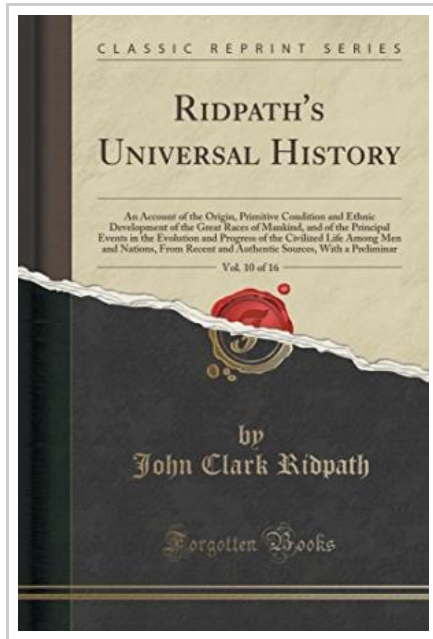 CLASSIC REPRINT SERIES
RIDPATH'S
UNIVERSAL HISTORY
An Account of the Origin, Primitive Condition and Ethnic
Development of the Great Races of Mankind, and of the Principal
Events in the Evolution and Progress of the Civilized Life Among Men
and Nations, From Recent and Authentic Sources, With a Preliminar
Vol. 10 of 16
by
John Clark Ridpath
Forgotten Books